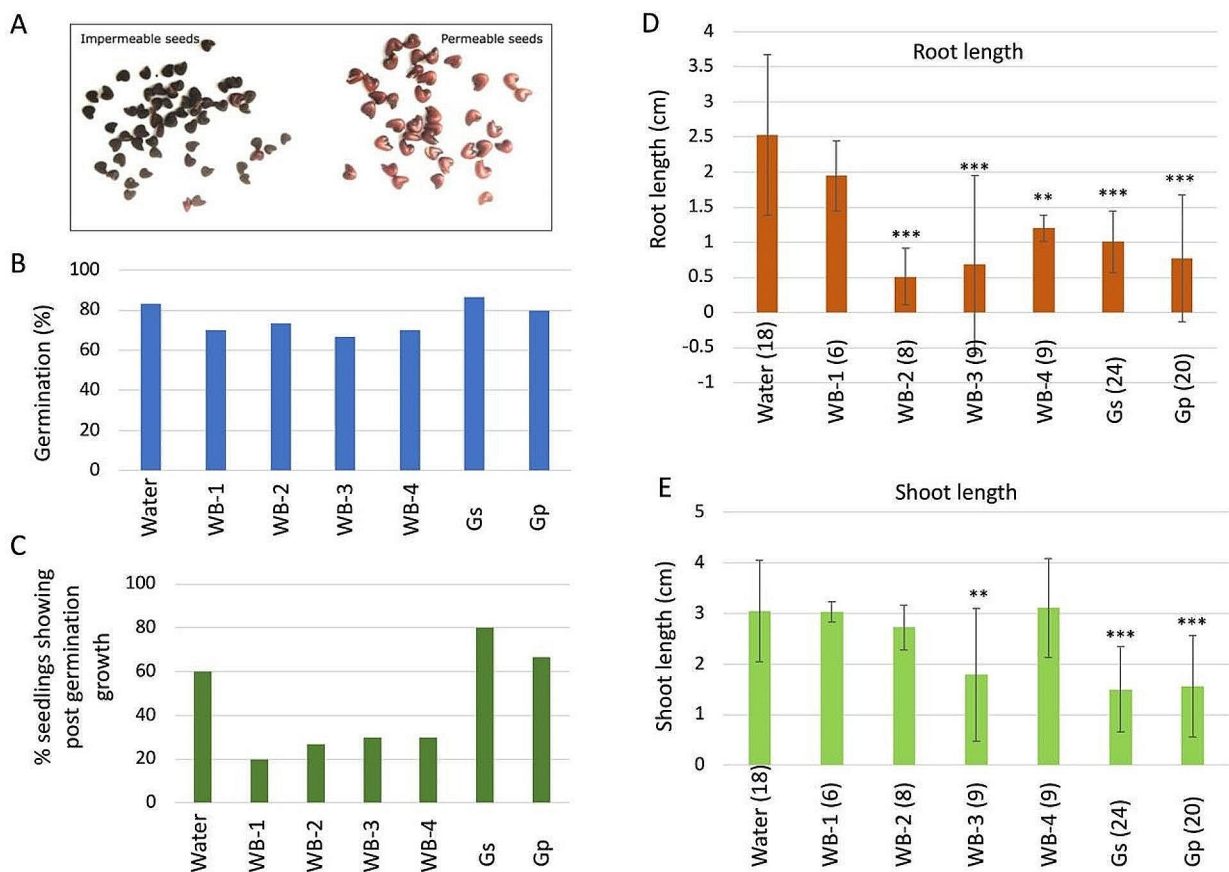 A
Impermeable seeds
Permeable seeds
B
Germination (%)
100
80
60
40
20
0
Water
WB-1
WB-2
WB-3
WB-4
Gs
Gp
C
% seedlings showing
post germination
growth
100
80
60
40
20
0
Water
WB-1
WB-2
WB-3
WB-4
Gs
Gp
D
Root length
Root length (cm)
4
3.5
3
2.5
2
1.5
1
0.5
0
-0.5
-1
***
***
**
***
***
Water (18)
WB-1 (6)
WB-2 (8)
WB-3 (9)
WB-4 (9)
Gs (24)
Gp (20)
E
Shoot length
Shoot length (cm)
5
4
3
2
1
0
**
***
***
Water (18)
WB-1 (6)
WB-2 (8)
WB-3 (9)
WB-4 (9)
Gs (24)
Gp (20)